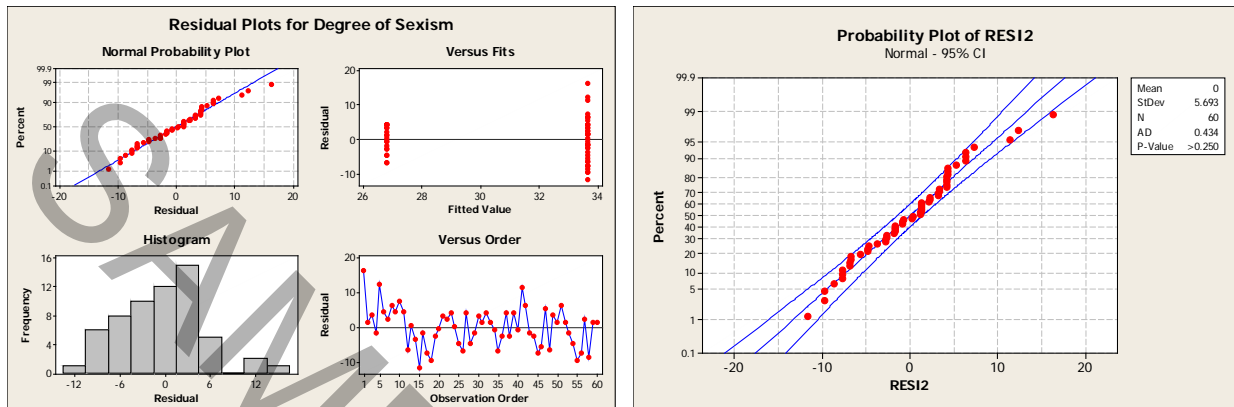 Residual Plots for Degree of Sexism
Normal Probability Plot
99.9
99
90
50
10
1
0.1
Percent
-20 -10 0 10 20
Residual
Versus Fits
20
10
0
-10
Residual
26 28 30 32 34
Fitted Value
Histogram
16
12
8
4
0
Frequency
-12 -6 0 6 12
Residual
Versus Order
20
10
0
-10
Residual
1 5 10 15 20 25 30 35 40 45 50 55 60
Observation Order
Probability Plot of RESI2
Normal - 95% CI
99.9
99
95
90
80
70
60
50
40
30
20
10
5
1
0.1
Percent
-20 -10 0 10 20
RESI2
Mean 0
StDev 5.693
N 60
AD 0.434
P-Value >0.250